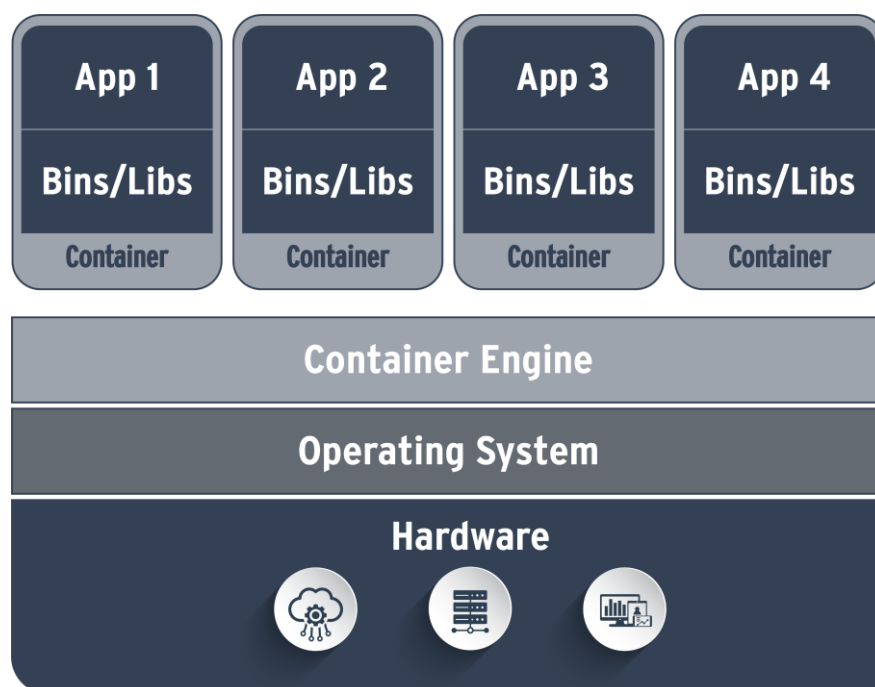 App 1
App 2
App 3
App 4
Bins/Libs
Bins/Libs
Bins/Libs
Bins/Libs
Container
Container
Container
Container
Container Engine
Operating System
Hardware